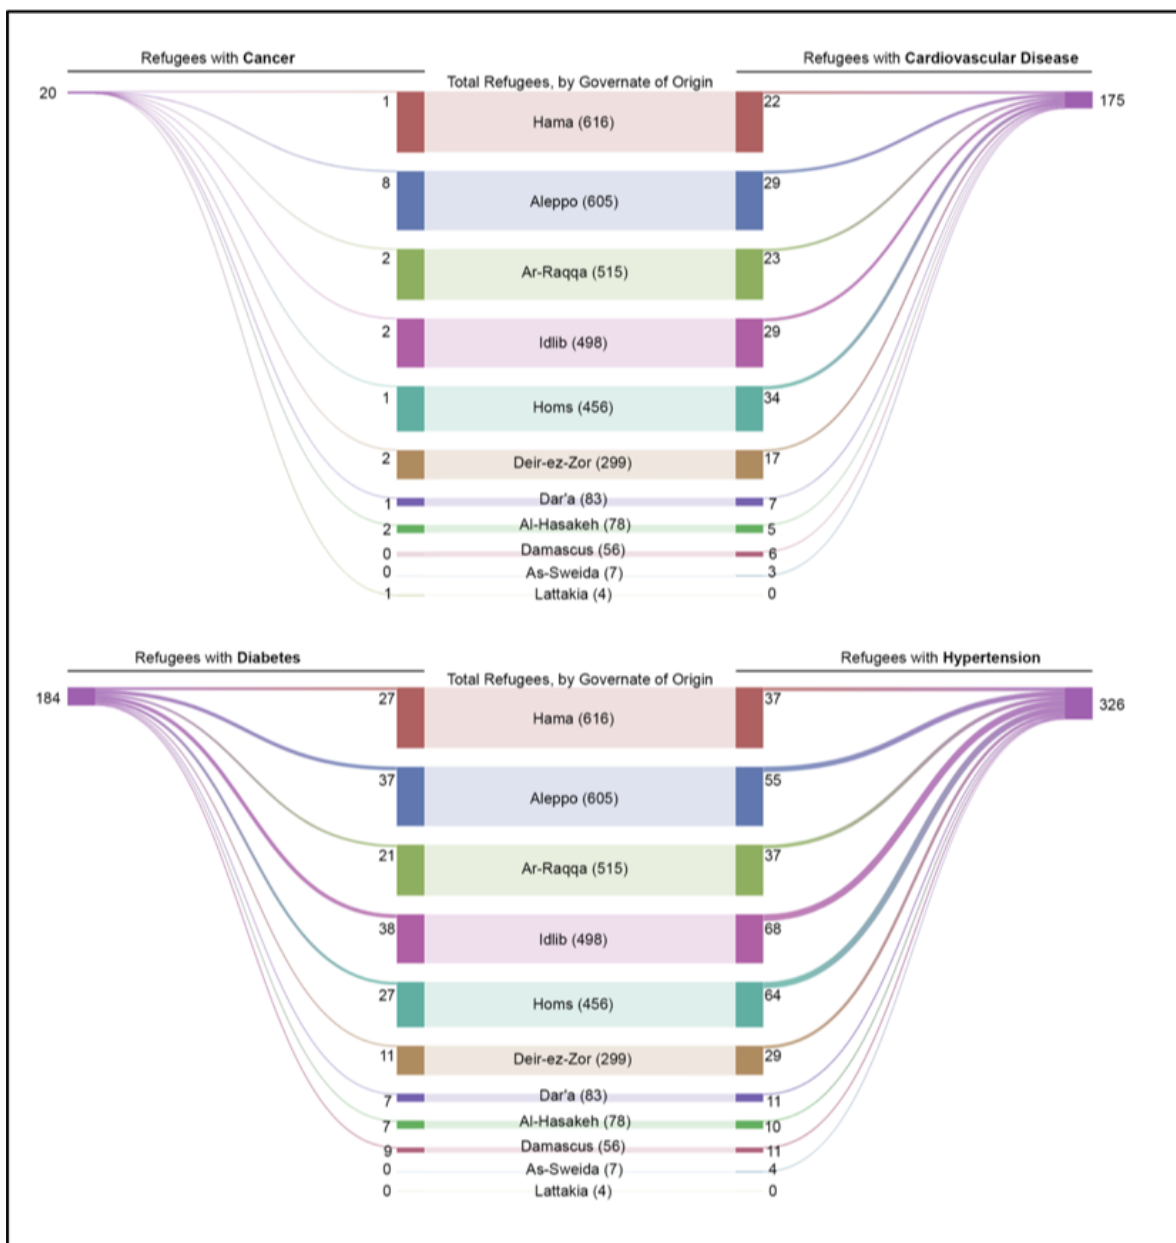 Refugees with Cancer
Refugees with Cardiovascular Disease
Total Refugees, by Governate of Origin
20
175
1 Hama (616) 22
8 Aleppo (605) 29
2 Ar-Raqqa (515) 23
2 Idlib (498) 29
1 Homs (456) 34
2 Deir-ez-Zor (299) 17
1 Dar'a (83) 7
2 Al-Hasakeh (78) 5
0 Damascus (56) 6
0 As-Sweida (7) 3
1 Lattakia (4) 0
Refugees with Diabetes
Refugees with Hypertension
Total Refugees, by Governate of Origin
184
326
27 Hama (616) 37
37 Aleppo (605) 55
21 Ar-Raqqa (515) 37
38 Idlib (498) 68
27 Homs (456) 64
11 Deir-ez-Zor (299) 29
7 Dar'a (83) 11
7 Al-Hasakeh (78) 10
9 Damascus (56) 11
0 As-Sweida (7) 4
0 Lattakia (4) 0